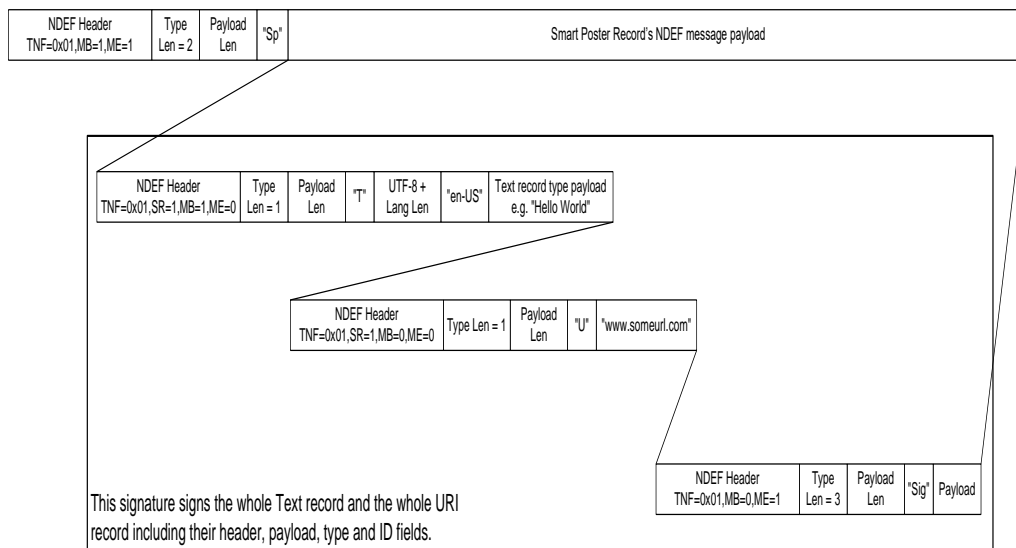 NDEF Header
TNF=0x01,MB=1,ME=1
Type
Len = 2
Payload
Len
"Sp"
Smart Poster Record's NDEF message payload
NDEF Header
TNF=0x01,SR=1,MB=1,ME=0
Type
Len = 1
Payload
Len
"T"
UTF-8 +
Lang Len
"en-US"
Text record type payload
e.g. "Hello World"
NDEF Header
TNF=0x01,SR=1,MB=0,ME=0
Type Len = 1
Payload
Len
"U"
"www.someurl.com"
NDEF Header
TNF=0x01,MB=0,ME=1
Type
Len = 3
Payload
Len
"Sig"
Payload
This signature signs the whole Text record and the whole URI
record including their header, payload, type and ID fields.